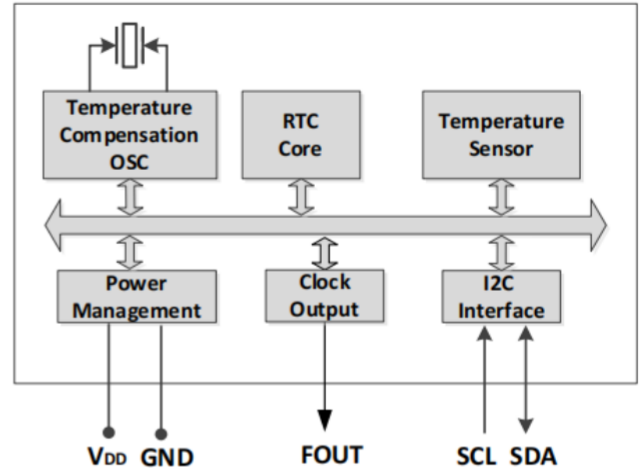 Temperature
Compensation
OSC
RTC
Core
Temperature
Sensor
Power
Management
Clock
Output
I2C
Interface
VDD GND FOUT SCL SDA